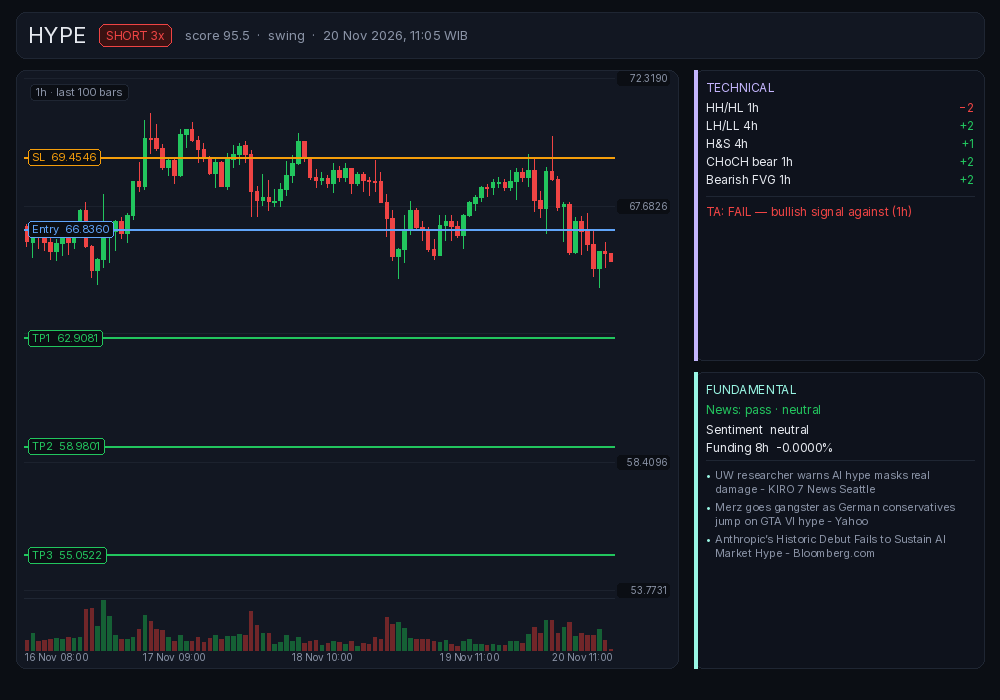 HYPE SHORT 3x score 95.5 · swing · 20 Nov 2026, 11:05 WIB
1h · last 100 bars
72.3190
SL 69.4546
67.6826
Entry 66.8360
TP1 62.9081
TP2 58.9801
58.4096
TP3 55.0522
53.7731
16 Nov 08:00 17 Nov 09:00 18 Nov 10:00 19 Nov 11:00 20 Nov 11:00
TECHNICAL
HH/HL 1h −2
LH/LL 4h +2
H&S 4h +1
CHoCH bear 1h +2
Bearish FVG 1h +2
TA: FAIL — bullish signal against (1h)
FUNDAMENTAL
News: pass · neutral
Sentiment neutral
Funding 8h -0.0000%
• UW researcher warns AI hype masks real
damage - KIRO 7 News Seattle
• Merz goes gangster as German conservatives
jump on GTA VI hype - Yahoo
• Anthropic's Historic Debut Fails to Sustain AI
Market Hype - Bloomberg.com